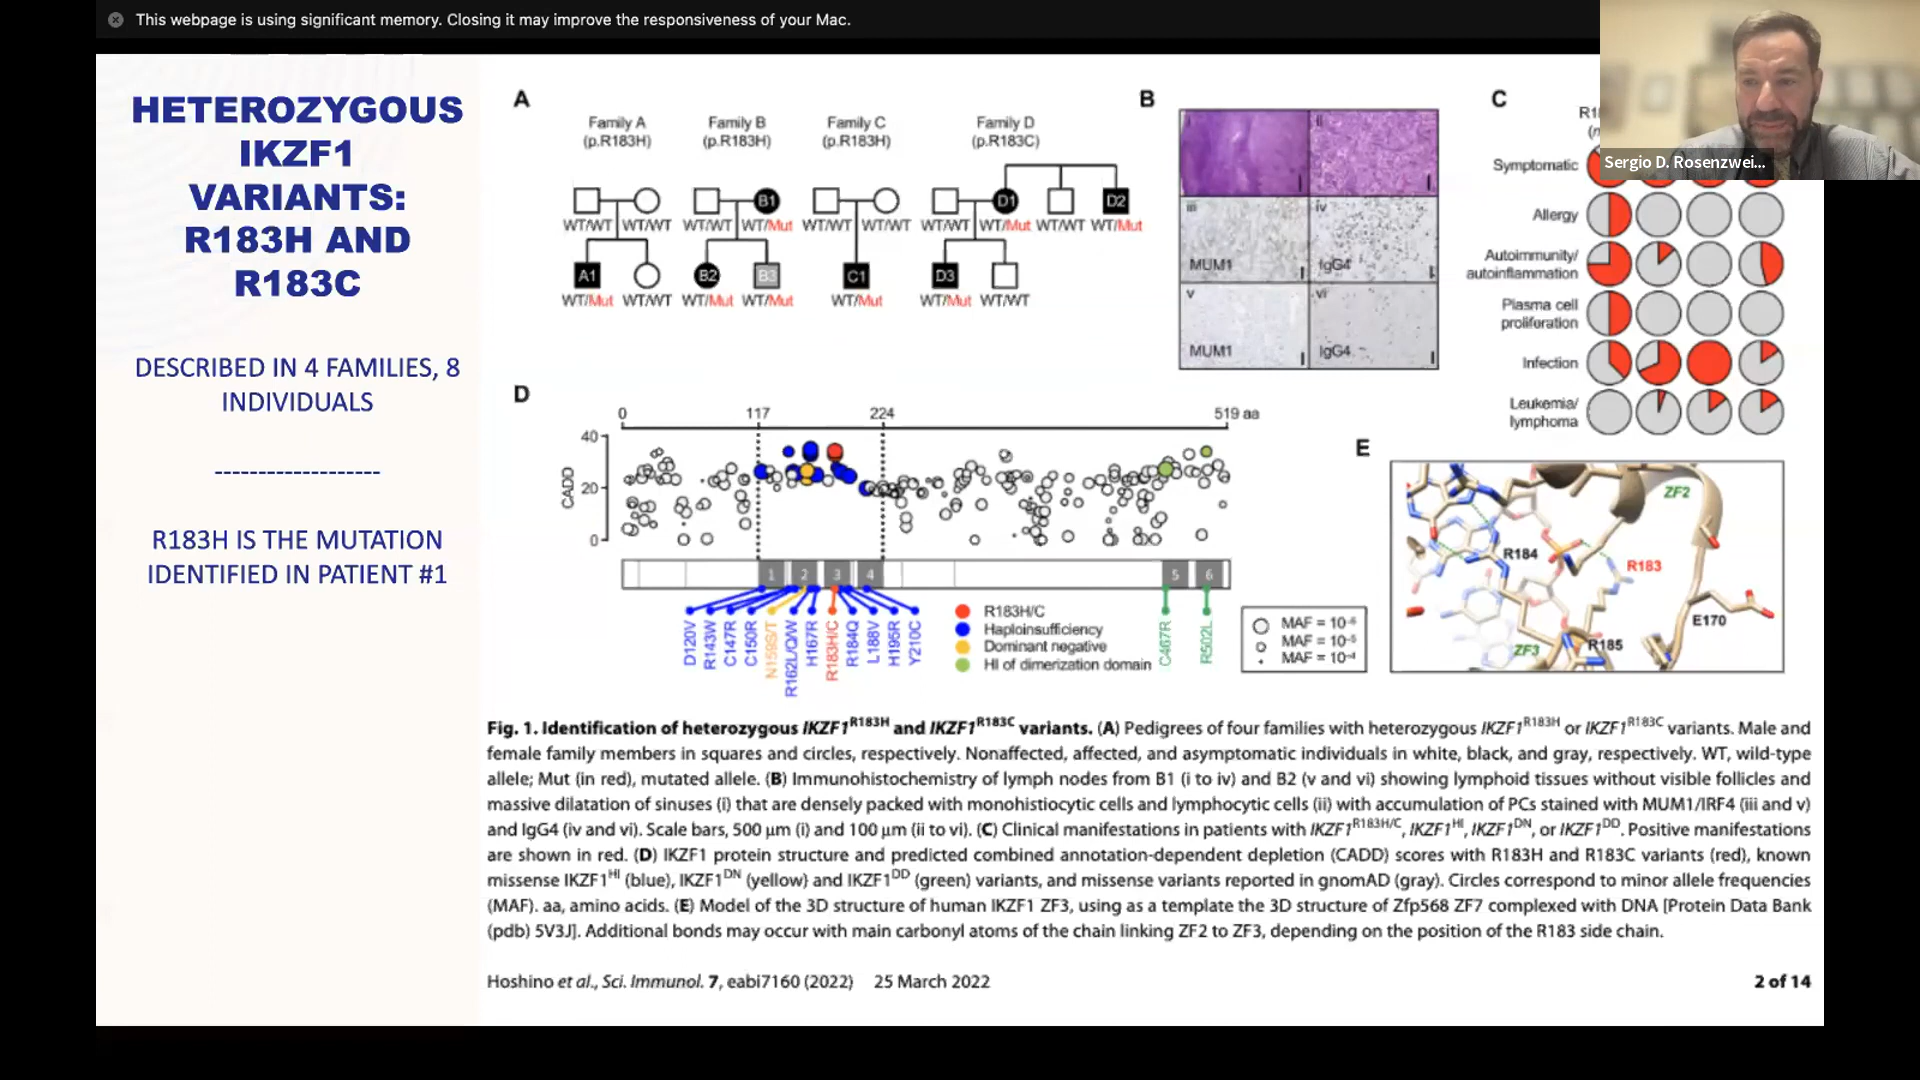 This webpage is using significant memory. Closing it may improve the responsiveness of your Mac.
Sergio D. Rosenzwei...
HETEROZYGOUS
IKZF1
VARIANTS:
R183H AND
R183C
DESCRIBED IN 4 FAMILIES, 8
INDIVIDUALS
-------------------
R183H IS THE MUTATION
IDENTIFIED IN PATIENT #1
A
Family A
(p.R183H)
Family B
(p.R183H)
Family C
(p.R183H)
Family D
(p.R183C)
B1
D1
D2
WT/WT WT/WT WT/WT WT/Mut WT/WT WT/WT WT/WT WT/Mut WT/WT WT/Mut
A1
B2
B3
C1
D3
WT/Mut WT/WT WT/Mut WT/Mut WT/Mut WT/Mut WT/WT
B
i
ii
iii
iv
MUM1
IgG4
v
vi
MUM1
IgG4
C
Symptomatic
Allergy
Autoimmunity/
autoinflammation
Plasma cell
proliferation
Infection
Leukemia/
lymphoma
D
0
117
224
519 aa
CADD
40
20
0
1
2
3
4
5
6
D120V
R143W
C147R
C150R
N159S/T
R162L/Q/W
H167R
R183H/C
R184Q
L188V
H195R
Y210C
C467R
R502L
R183H/C
Haploinsufficiency
Dominant negative
HI of dimerization domain
MAF = 10⁻⁶
MAF = 10⁻⁵
MAF = 10⁻⁴
E
ZF2
R184
R183
E170
R185
ZF3
Fig. 1. Identification of heterozygous IKZF1R183H and IKZF1R183C variants. (A) Pedigrees of four families with heterozygous IKZF1R183H or IKZF1R183C variants. Male and
female family members in squares and circles, respectively. Nonaffected, affected, and asymptomatic individuals in white, black, and gray, respectively. WT, wild-type
allele; Mut (in red), mutated allele. (B) Immunohistochemistry of lymph nodes from B1 (i to iv) and B2 (v and vi) showing lymphoid tissues without visible follicles and
massive dilatation of sinuses (i) that are densely packed with monohistiocytic cells and lymphocytic cells (ii) with accumulation of PCs stained with MUM1/IRF4 (iii and v)
and IgG4 (iv and vi). Scale bars, 500 μm (i) and 100 μm (ii to vi). (C) Clinical manifestations in patients with IKZF1R183H/C, IKZF1HI, IKZF1DN, or IKZF1DD. Positive manifestations
are shown in red. (D) IKZF1 protein structure and predicted combined annotation-dependent depletion (CADD) scores with R183H and R183C variants (red), known
missense IKZF1HI (blue), IKZF1DN (yellow) and IKZF1DD (green) variants, and missense variants reported in gnomAD (gray). Circles correspond to minor allele frequencies
(MAF). aa, amino acids. (E) Model of the 3D structure of human IKZF1 ZF3, using as a template the 3D structure of Zfp568 ZF7 complexed with DNA [Protein Data Bank
(pdb) 5V3J]. Additional bonds may occur with main carbonyl atoms of the chain linking ZF2 to ZF3, depending on the position of the R183 side chain.
Hoshino et al., Sci. Immunol. 7, eabi7160 (2022) 25 March 2022
2 of 14